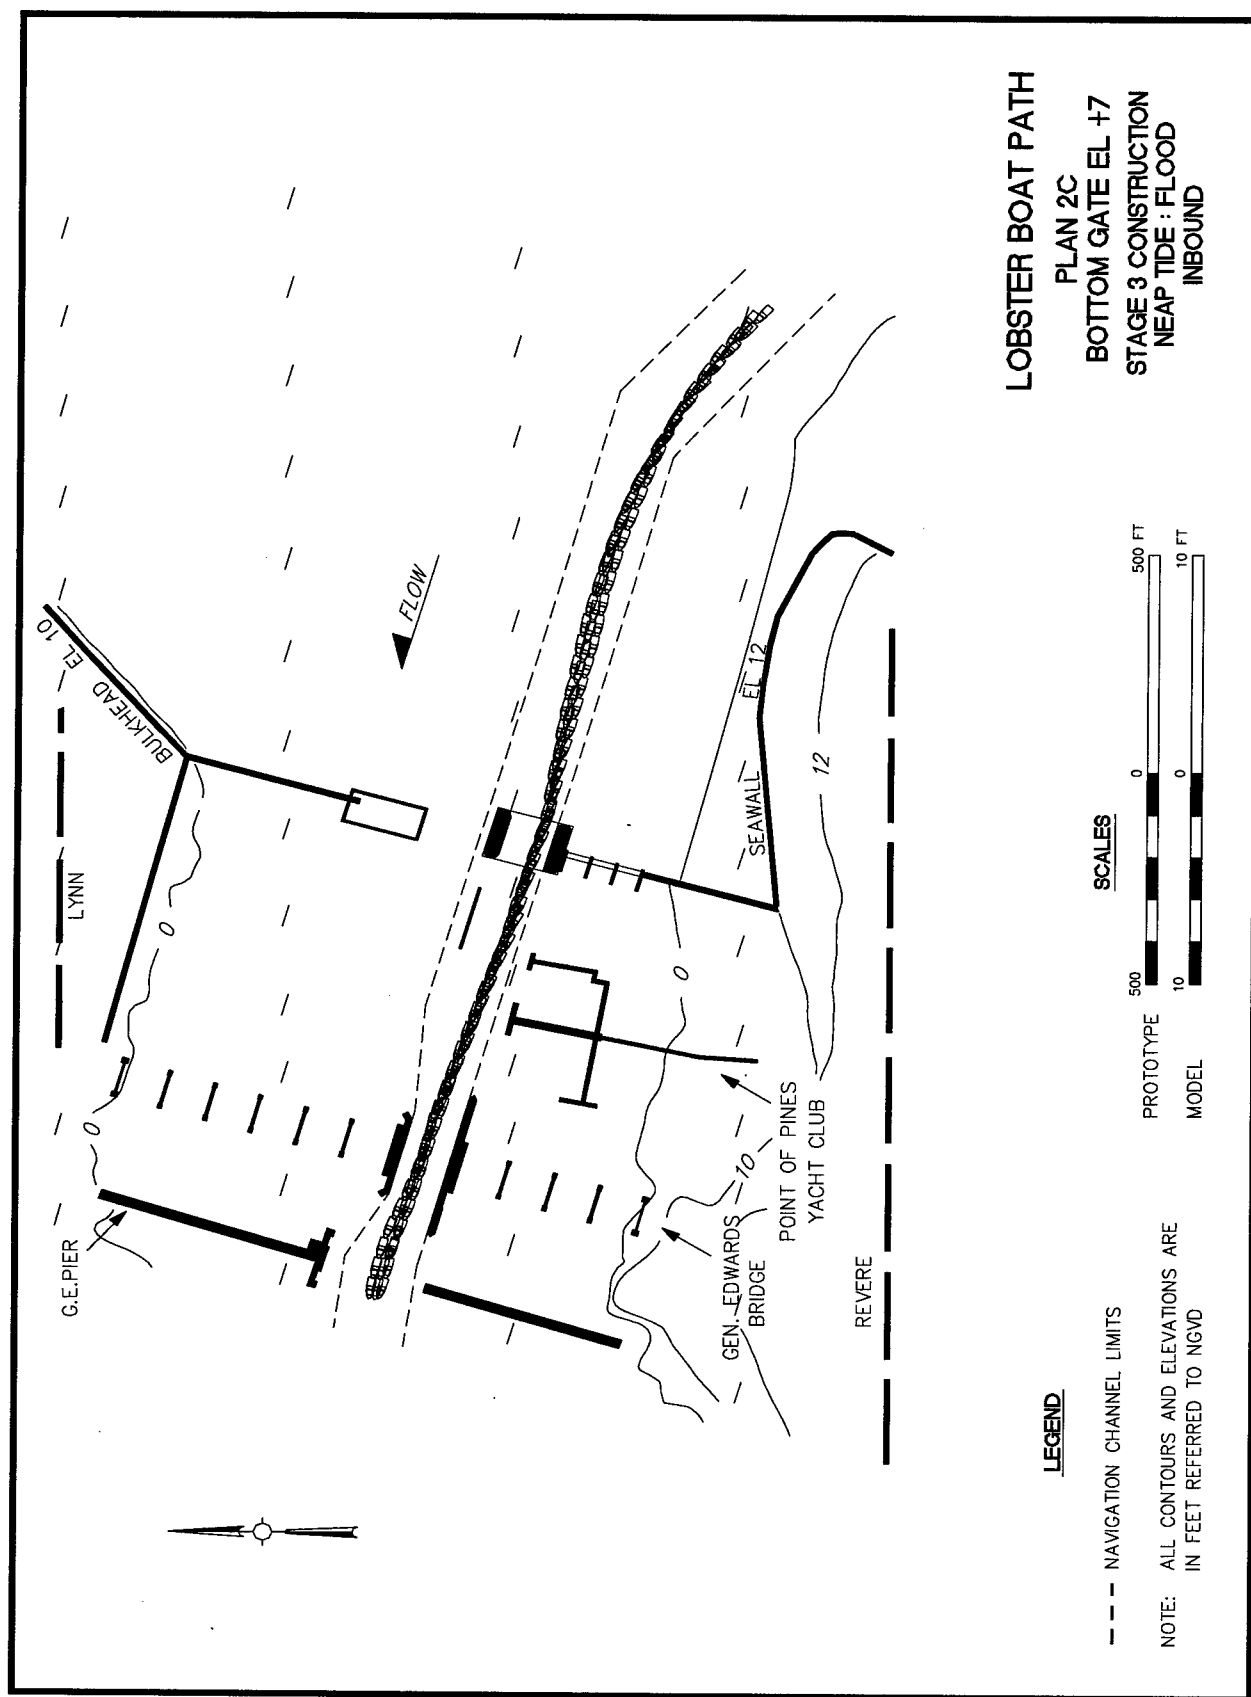 LOBSTER BOAT PATH
PLAN 2C
BOTTOM GATE EL +7
STAGE 3 CONSTRUCTION
NEAP TIDE : FLOOD
INBOUND
LYNN
BULKHEAD EL 10
FLOW
0
0
G.E.PIER
SEAWALL EL 12
12
0
10
POINT OF PINES
YACHT CLUB
GEN. EDWARDS
BRIDGE
REVERE
LEGEND
NAVIGATION CHANNEL LIMITS
NOTE: ALL CONTOURS AND ELEVATIONS ARE
IN FEET REFERRED TO NGVD
SCALES
PROTOTYPE 500 0 500 FT
MODEL 10 0 10 FT